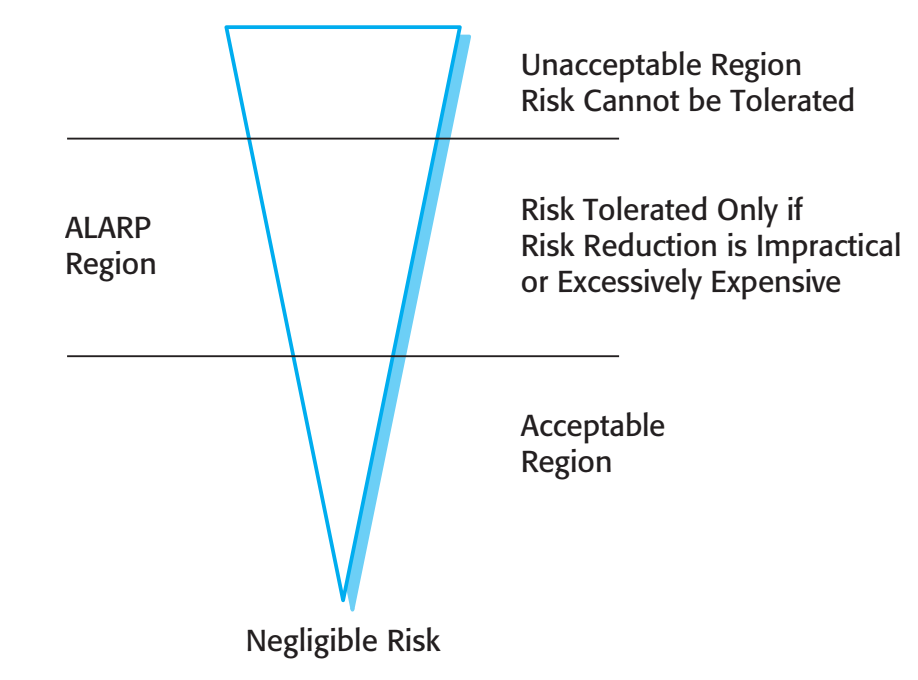 Unacceptable Region
Risk Cannot be Tolerated
ALARP
Region
Risk Tolerated Only if
Risk Reduction is Impractical
or Excessively Expensive
Acceptable
Region
Negligible Risk